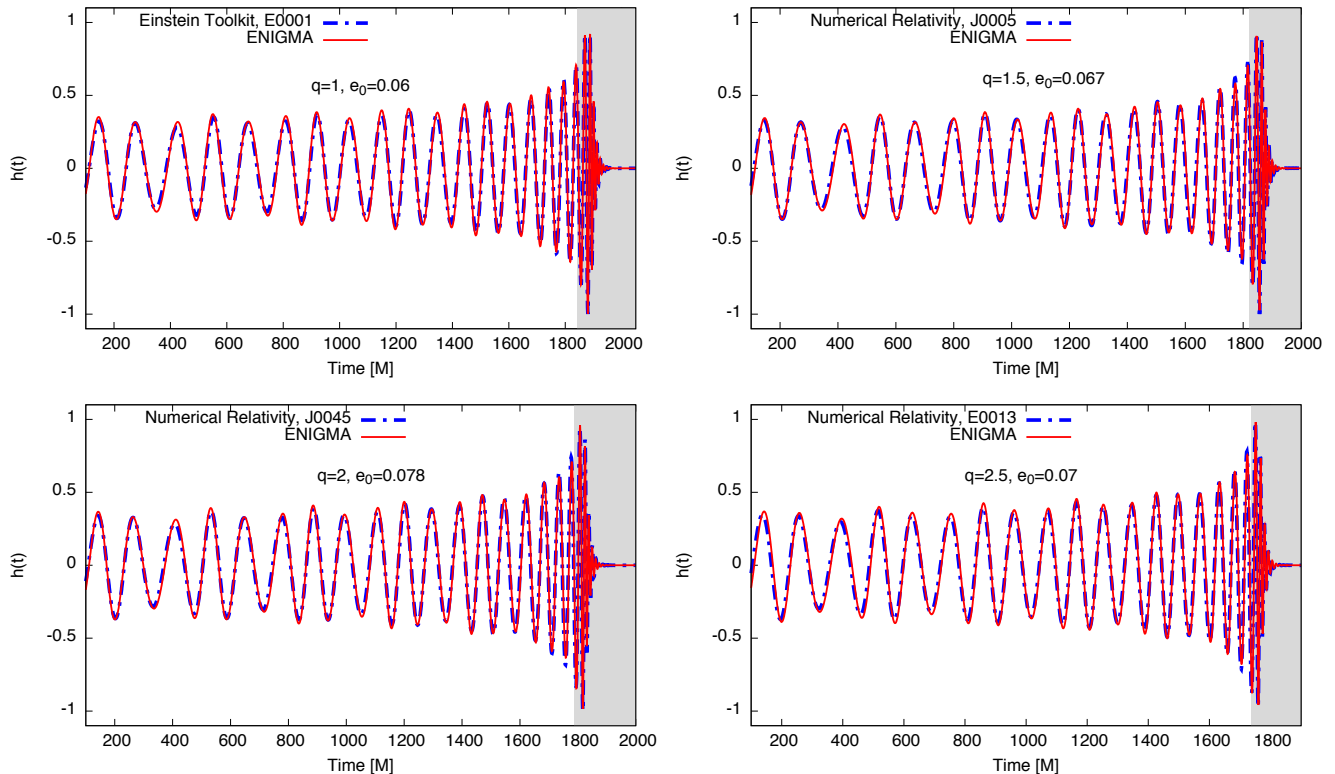 Einstein Toolkit, E0001
ENIGMA
q=1, e0=0.06
1
0.5
0
-0.5
-1
h(t)
200 400 600 800 1000 1200 1400 1600 1800 2000
Time [M]
Numerical Relativity, J0005
ENIGMA
q=1.5, e0=0.067
1
0.5
0
-0.5
-1
h(t)
200 400 600 800 1000 1200 1400 1600 1800 2000
Time [M]
Numerical Relativity, J0045
ENIGMA
q=2, e0=0.078
1
0.5
0
-0.5
-1
h(t)
200 400 600 800 1000 1200 1400 1600 1800 2000
Time [M]
Numerical Relativity, E0013
ENIGMA
q=2.5, e0=0.07
1
0.5
0
-0.5
-1
h(t)
200 400 600 800 1000 1200 1400 1600 1800
Time [M]